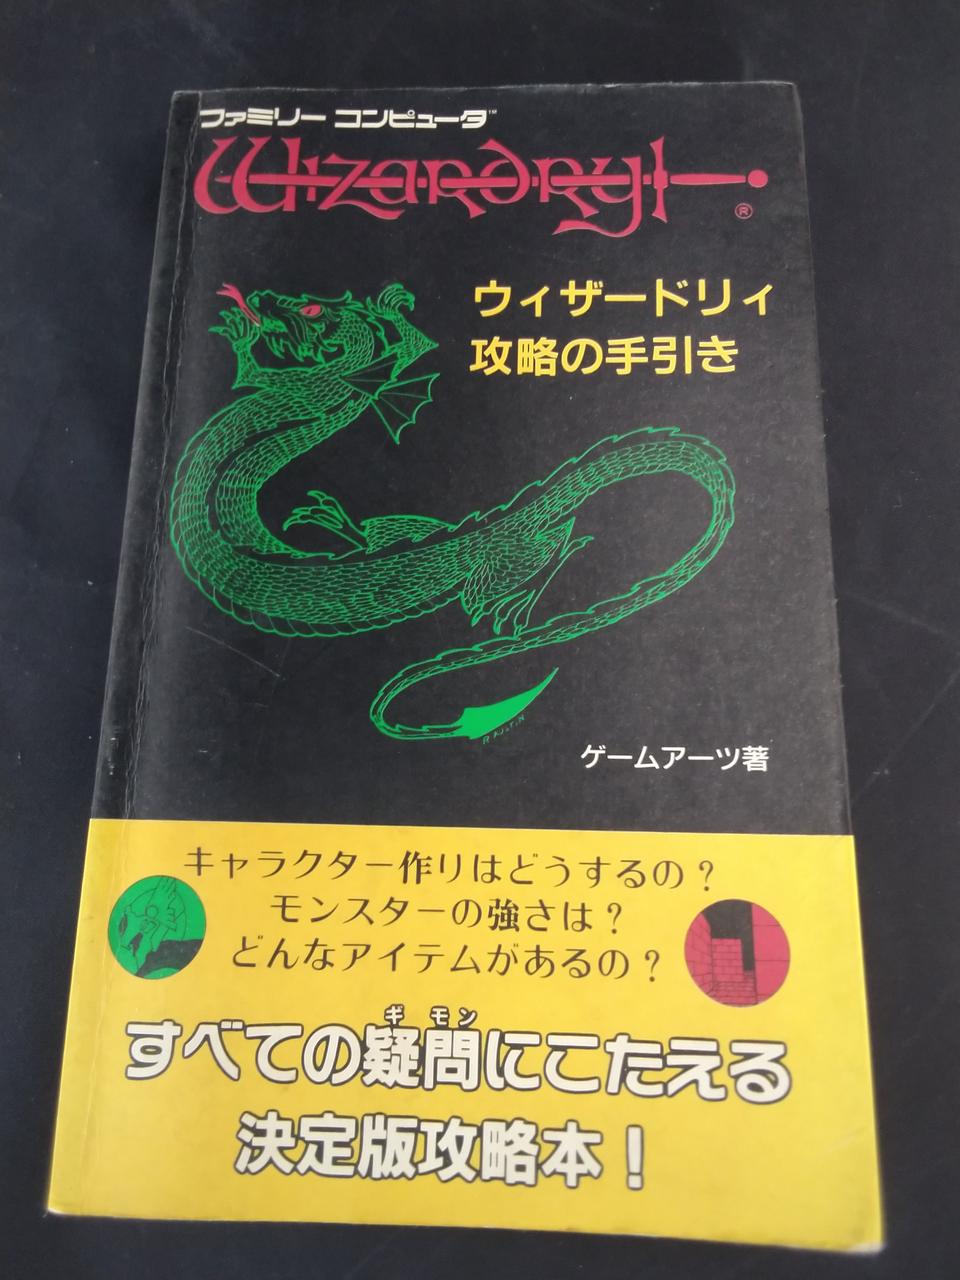 ファミリー コンピュータ™
Wizardry®
ウィザードリィ
攻略の手引き
R AUSTIN
ゲームアーツ著
キャラクター作りはどうするの?
モンスターの強さは?
どんなアイテムがあるの?
ギモン
すべての疑問にこたえる
決定版攻略本!